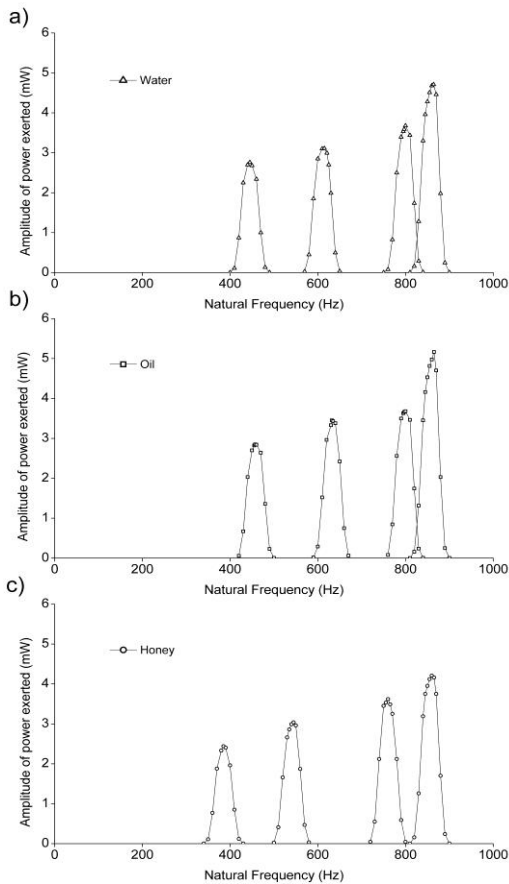 a)
Amplitude of power exerted (mW)
6
5
4
3
2
1
0
Water
0 200 400 600 800 1000
Natural Frequency (Hz)
b)
Amplitude of power exerted (mW)
6
5
4
3
2
1
0
Oil
0 200 400 600 800 1000
Natural Frequency (Hz)
c)
Amplitude of power exerted (mW)
6
5
4
3
2
1
0
Honey
0 200 400 600 800 1000
Natural Frequency (Hz)